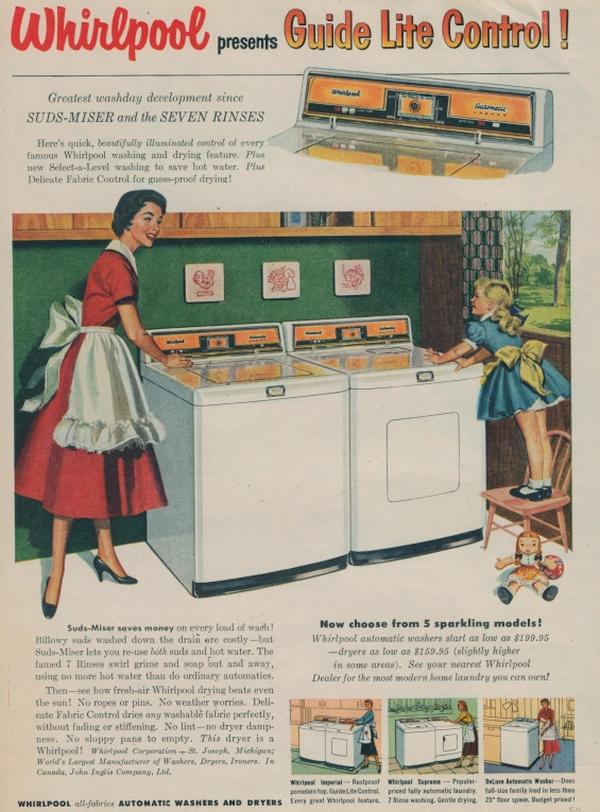 Whirlpool presents Guide Lite Control!
Greatest washday development since
SUDS-MISER and the SEVEN RINSES
Here's quick, beautifully illuminated control of every
famous Whirlpool washing and drying feature. Plus
new Select-a-Level washing to save hot water. Plus
Delicate Fabric Control for guess-proof drying!
Whirlpool
Automatic
Whirlpool
Whirlpool
Suds-Miser saves money on every load of wash!
Billowy suds washed down the drain are costly—but
Suds-Miser lets you re-use both suds and hot water. The
famed 7 Rinses swirl grime and soap out and away,
using no more hot water than do ordinary automatics.
Then—see how fresh-air Whirlpool drying beats even
the sun! No ropes or pins. No weather worries. Deli-
cate Fabric Control dries any washable fabric perfectly,
without fading or stiffening. No lint—no dryer damp-
ness. No sloppy pans to empty. This dryer is a
Whirlpool! Whirlpool Corporation—St. Joseph, Michigan;
World's Largest Manufacturer of Washers, Dryers, Ironers. In
Canada, John Inglis Company, Ltd.
Now choose from 5 sparkling models!
Whirlpool automatic washers start as low as $199.95
—dryers as low as $159.95 (slightly higher
in some areas). See your nearest Whirlpool
Dealer for the most modern home laundry you can own!
Whirlpool Imperial—Rustproof
porcelain top. Guide Lite Control.
Every great Whirlpool feature.
Whirlpool Supreme—Popular-
priced fully automatic laundry.
7 Rinse washing. Gentle drying.
DeLuxe Automatic Washer—Does
full-size family load in less than
25" floor space. Budget priced!
WHIRLPOOL all-fabrics AUTOMATIC WASHERS AND DRYERS